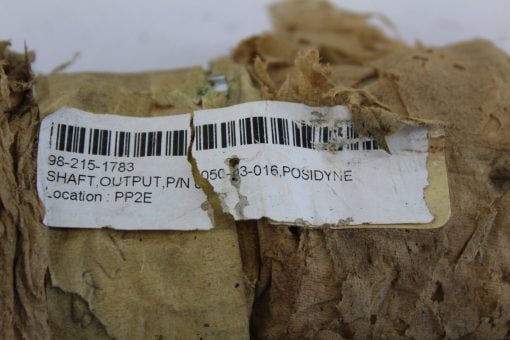 98-215-1783
SHAFT,OUTPUT,P/N 050- 3-016,POSIDYNE
Location : PP2E